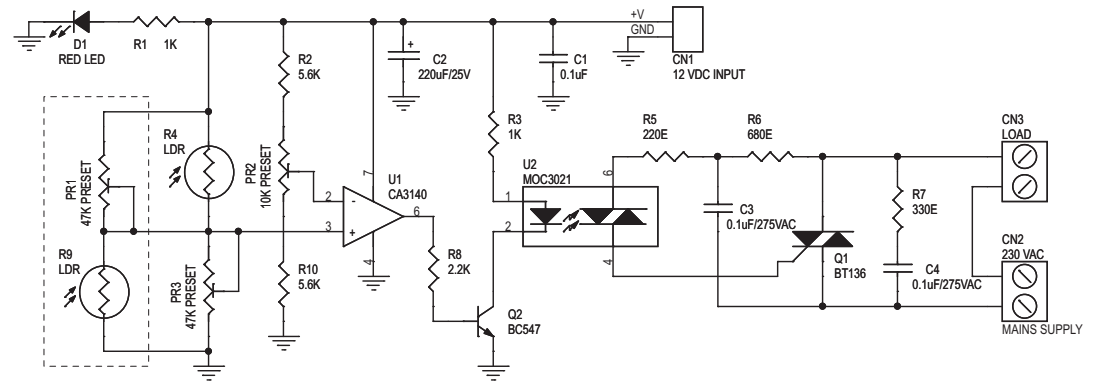 +V
GND
CN1
12 VDC INPUT
D1
RED LED
R1 1K
R2
5.6K
C2
220uF/25V
+
C1
0.1uF
R3
1K
R4
LDR
PR1
47K PRESET
PR2
10K PRESET
U1
CA3140
7
2
-
3
+
6
4
U2
MOC3021
1
2
6
4
R5
220E
R6
680E
CN3
LOAD
R7
330E
C3
0.1uF/275VAC
Q1
BT136
C4
0.1uF/275VAC
CN2
230 VAC
MAINS SUPPLY
R9
LDR
PR3
47K PRESET
R10
5.6K
R8
2.2K
Q2
BC547